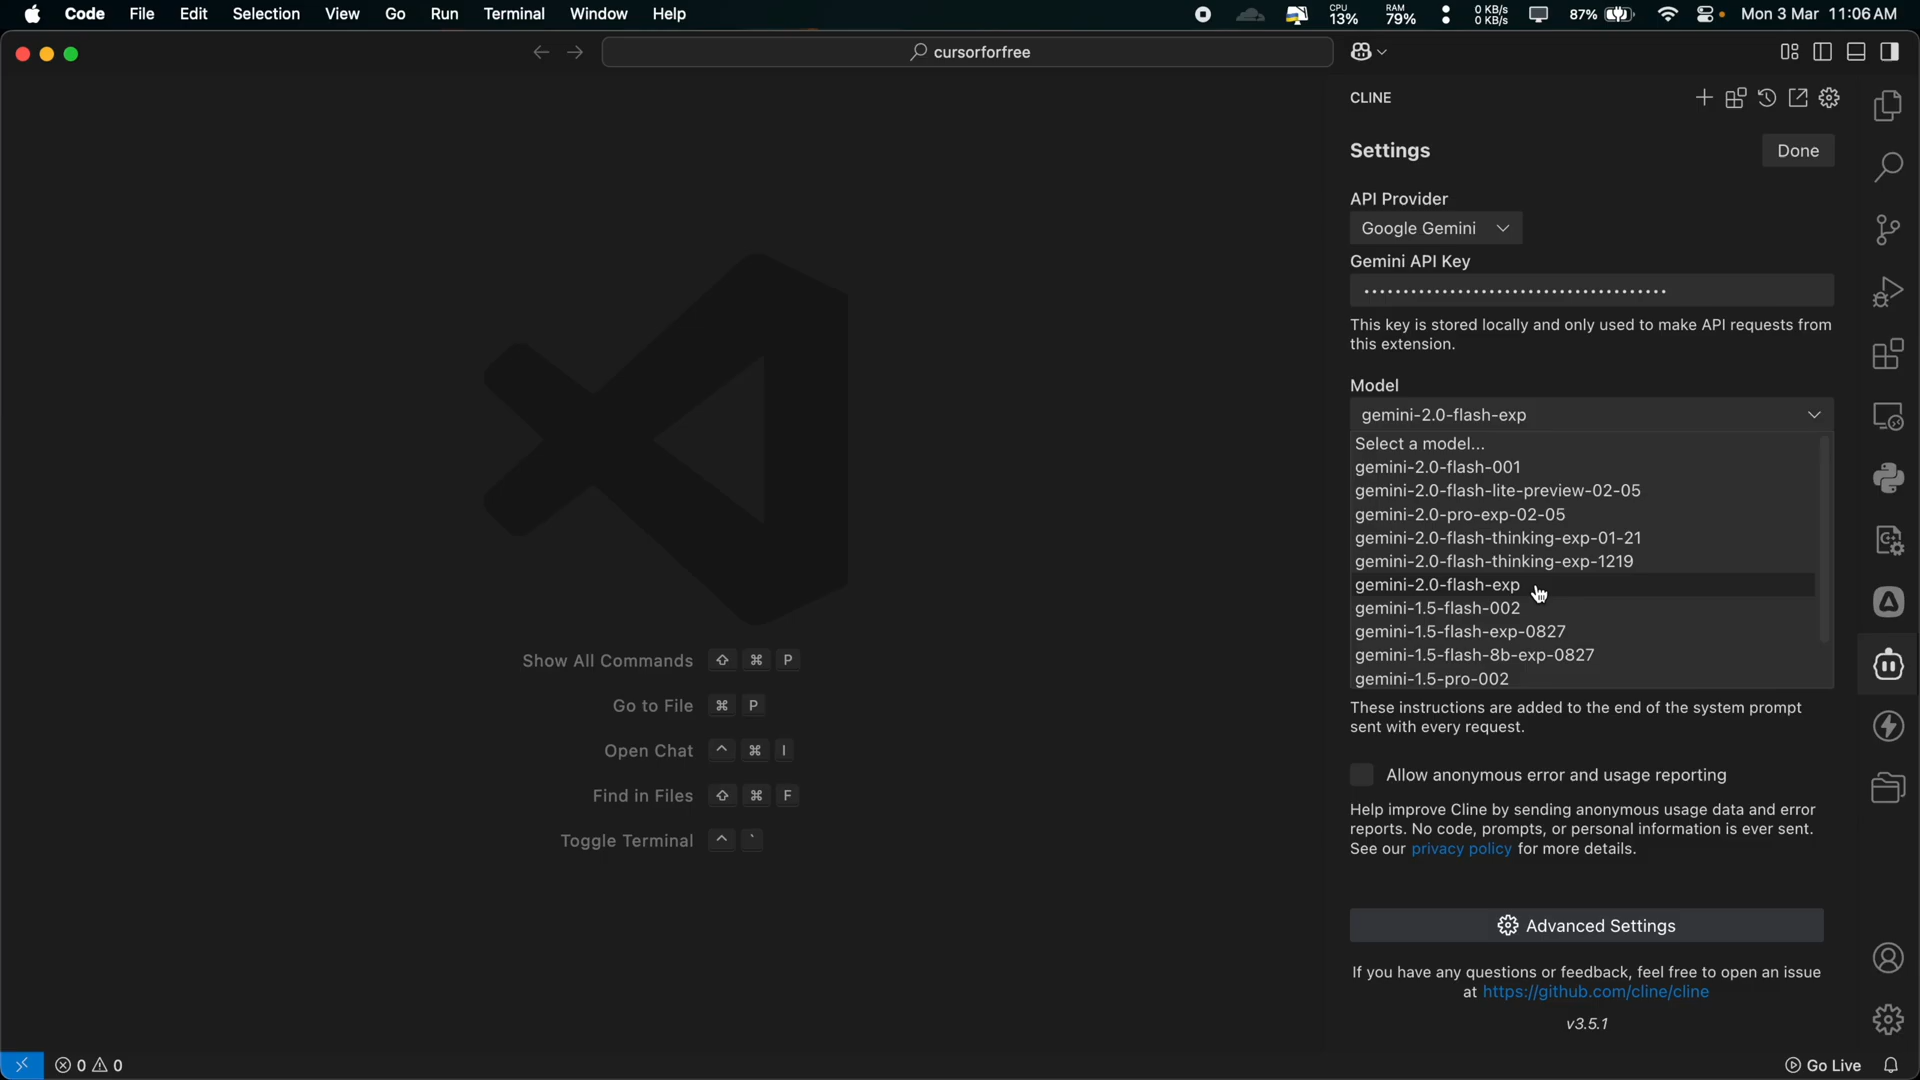 Code File Edit Selection View Go Run Terminal Window Help
CPU 13% RAM 79% 0 KB/s 0 KB/s 87% Mon 3 Mar 11:06 AM
cursorforfree
CLINE
Settings
Done
API Provider
Google Gemini
Gemini API Key
This key is stored locally and only used to make API requests from
this extension.
Model
gemini-2.0-flash-exp
Select a model...
gemini-2.0-flash-001
gemini-2.0-flash-lite-preview-02-05
gemini-2.0-pro-exp-02-05
gemini-2.0-flash-thinking-exp-01-21
gemini-2.0-flash-thinking-exp-1219
gemini-2.0-flash-exp
gemini-1.5-flash-002
gemini-1.5-flash-exp-0827
gemini-1.5-flash-8b-exp-0827
gemini-1.5-pro-002
These instructions are added to the end of the system prompt
sent with every request.
Allow anonymous error and usage reporting
Help improve Cline by sending anonymous usage data and error
reports. No code, prompts, or personal information is ever sent.
See our privacy policy for more details.
Advanced Settings
If you have any questions or feedback, feel free to open an issue
at https://github.com/cline/cline
v3.5.1
Show All Commands ⇧ ⌘ P
Go to File ⌘ P
Open Chat ^ ⌘ I
Find in Files ⇧ ⌘ F
Toggle Terminal ^ `
0 0
Go Live